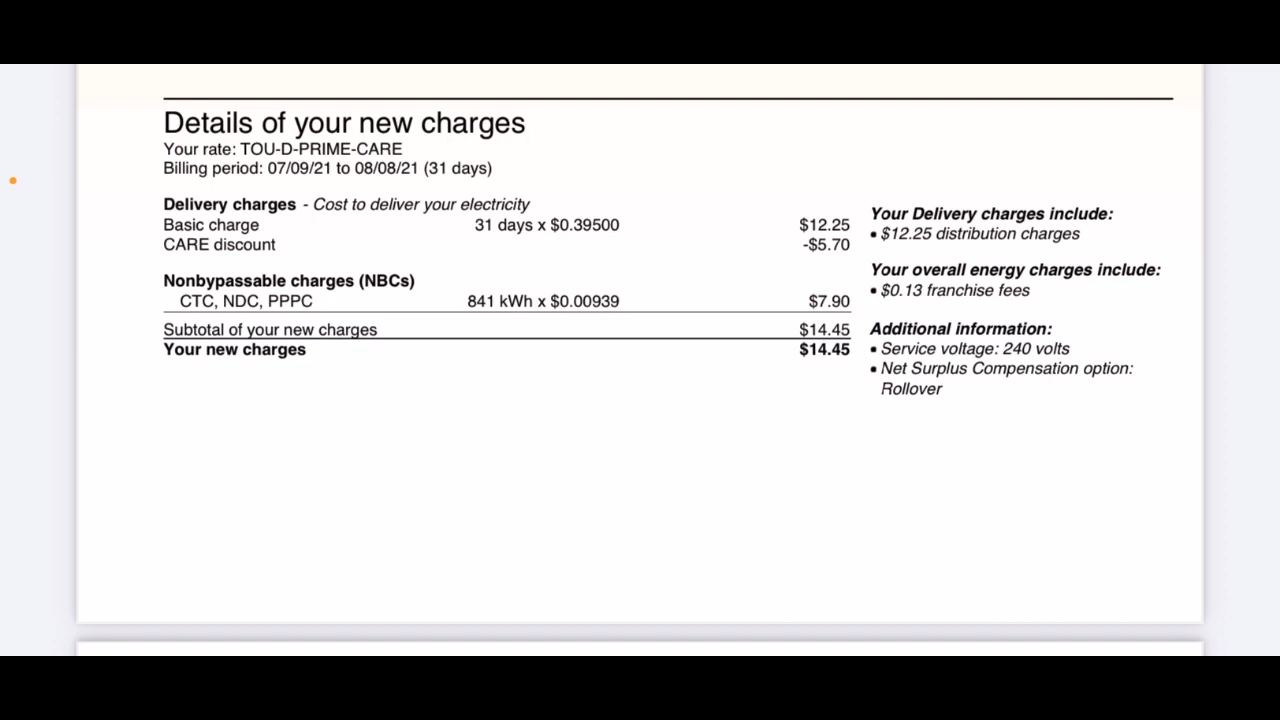 Details of your new charges
Your rate: TOU-D-PRIME-CARE
Billing period: 07/09/21 to 08/08/21 (31 days)
Delivery charges - Cost to deliver your electricity
Basic charge 31 days x $0.39500 $12.25
CARE discount -$5.70
Nonbypassable charges (NBCs)
CTC, NDC, PPPC 841 kWh x $0.00939 $7.90
Subtotal of your new charges $14.45
Your new charges $14.45
Your Delivery charges include:
• $12.25 distribution charges
Your overall energy charges include:
• $0.13 franchise fees
Additional information:
• Service voltage: 240 volts
• Net Surplus Compensation option:
Rollover